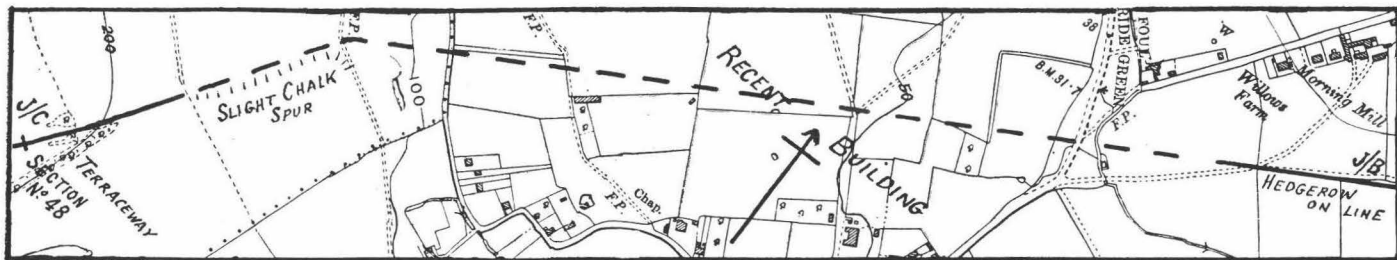 200
F.P.
SLIGHT CHALK
SPUR
J/C
SECTION
No. 48
TERRACEWAY
100
F.P.
F.P.
Chap.
RECENT
BUILDING
50
38
B.M. 31·7
RIDE GREEN
FOUL
F.P.
W
Willows
Farm
Morning Mill
J/B
HEDGEROW
ON LINE